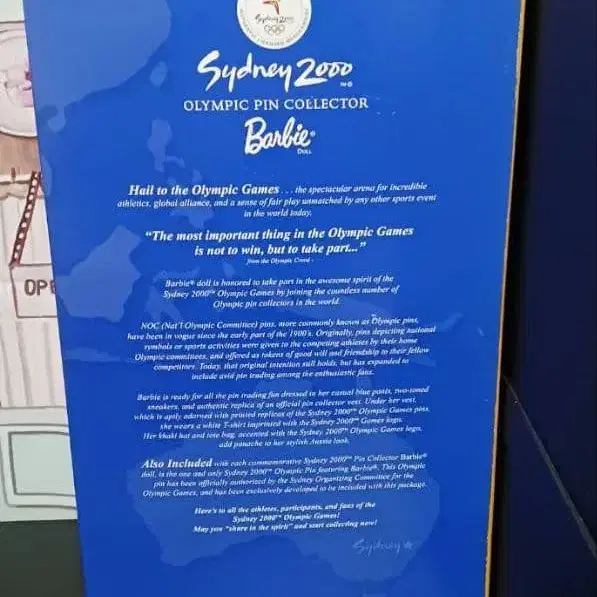 Sydney 2000
Sydney 2000™
OLYMPIC PIN COLLECTOR
Barbie®
DOLL
Hail to the Olympic Games . . . the spectacular arena for incredible
athletics, global alliance, and a sense of fair play unmatched by any other sports event
in the world today.
“The most important thing in the Olympic Games
is not to win, but to take part...”
from the Olympic Creed -
Barbie® doll is honored to take part in the awesome spirit of the
Sydney 2000™ Olympic Games by joining the countless number of
Olympic pin collectors in the world.
NOC (Nat'l Olympic Committee) pins, more commonly known as Olympic pins,
have been in vogue since the early part of the 1900's. Originally, pins depicting national
symbols or sports activities were given to the competing athletes by their home
Olympic committees, and offered as tokens of good will and friendship to their fellow
competitors. Today, that original intention still holds, but has expanded to
include avid pin trading among the enthusiastic fans.
Barbie is ready for all the pin trading fun dressed in her casual blue pants, two-toned
sneakers, and authentic replica of an official pin collector vest. Under her vest,
which is aptly adorned with printed replicas of the Sydney 2000™ Olympic Games pins,
she wears a white T-shirt imprinted with the Sydney 2000™ Games logo.
Her khaki hat and tote bag, accented with the Sydney 2000™ Olympic Games logo,
add panache to her stylish Aussie look.
Also Included with each commemorative Sydney 2000™ Pin Collector Barbie®
doll, is the one and only Sydney 2000™ Olympic Pin featuring Barbie®. This Olympic
pin has been officially authorized by the Sydney Organizing Committee for the
Olympic Games, and has been exclusively developed to be included with this package.
Here's to all the athletes, participants, and fans of the
Sydney 2000™ Olympic Games!
May you "share in the spirit" and start collecting now!
Sydney
OPE